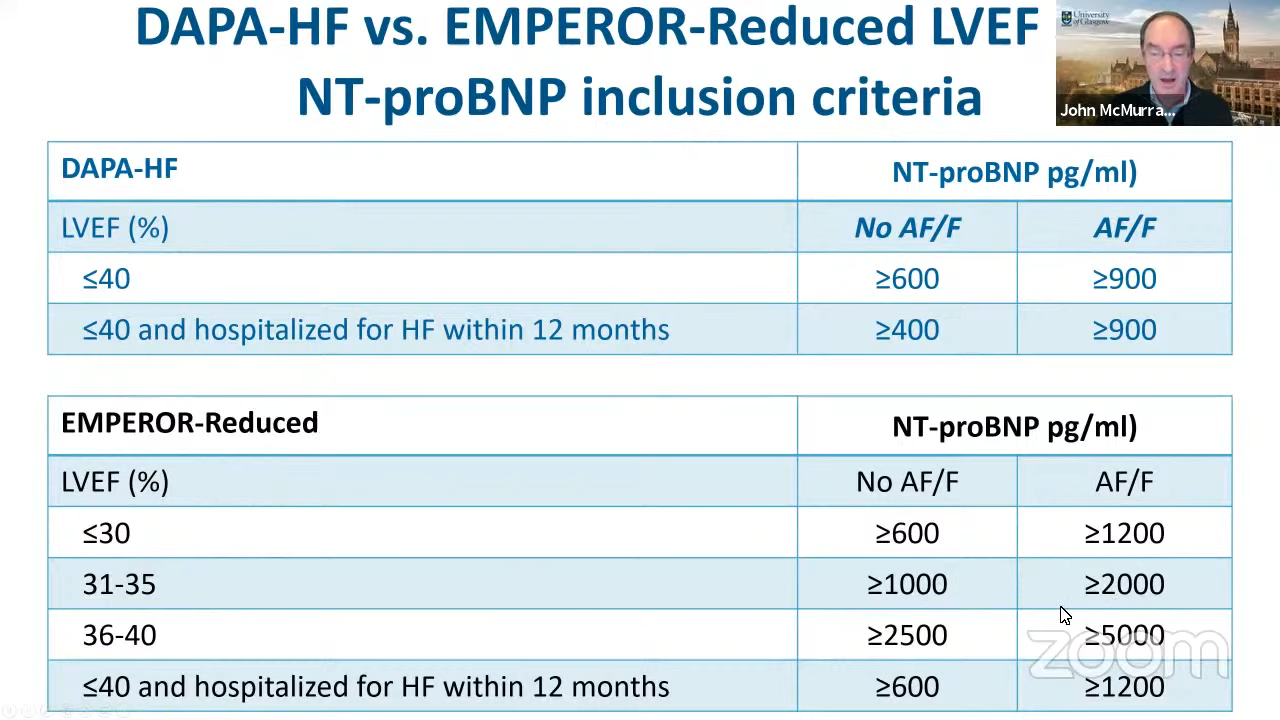 DAPA-HF vs. EMPEROR-Reduced LVEF
NT-proBNP inclusion criteria
University of Glasgow
John McMurra...
DAPA-HF NT-proBNP pg/ml)
LVEF (%) No AF/F AF/F
≤40 ≥600 ≥900
≤40 and hospitalized for HF within 12 months ≥400 ≥900
EMPEROR-Reduced NT-proBNP pg/ml)
LVEF (%) No AF/F AF/F
≤30 ≥600 ≥1200
31-35 ≥1000 ≥2000
36-40 ≥2500 ≥5000
zoom
≤40 and hospitalized for HF within 12 months ≥600 ≥1200